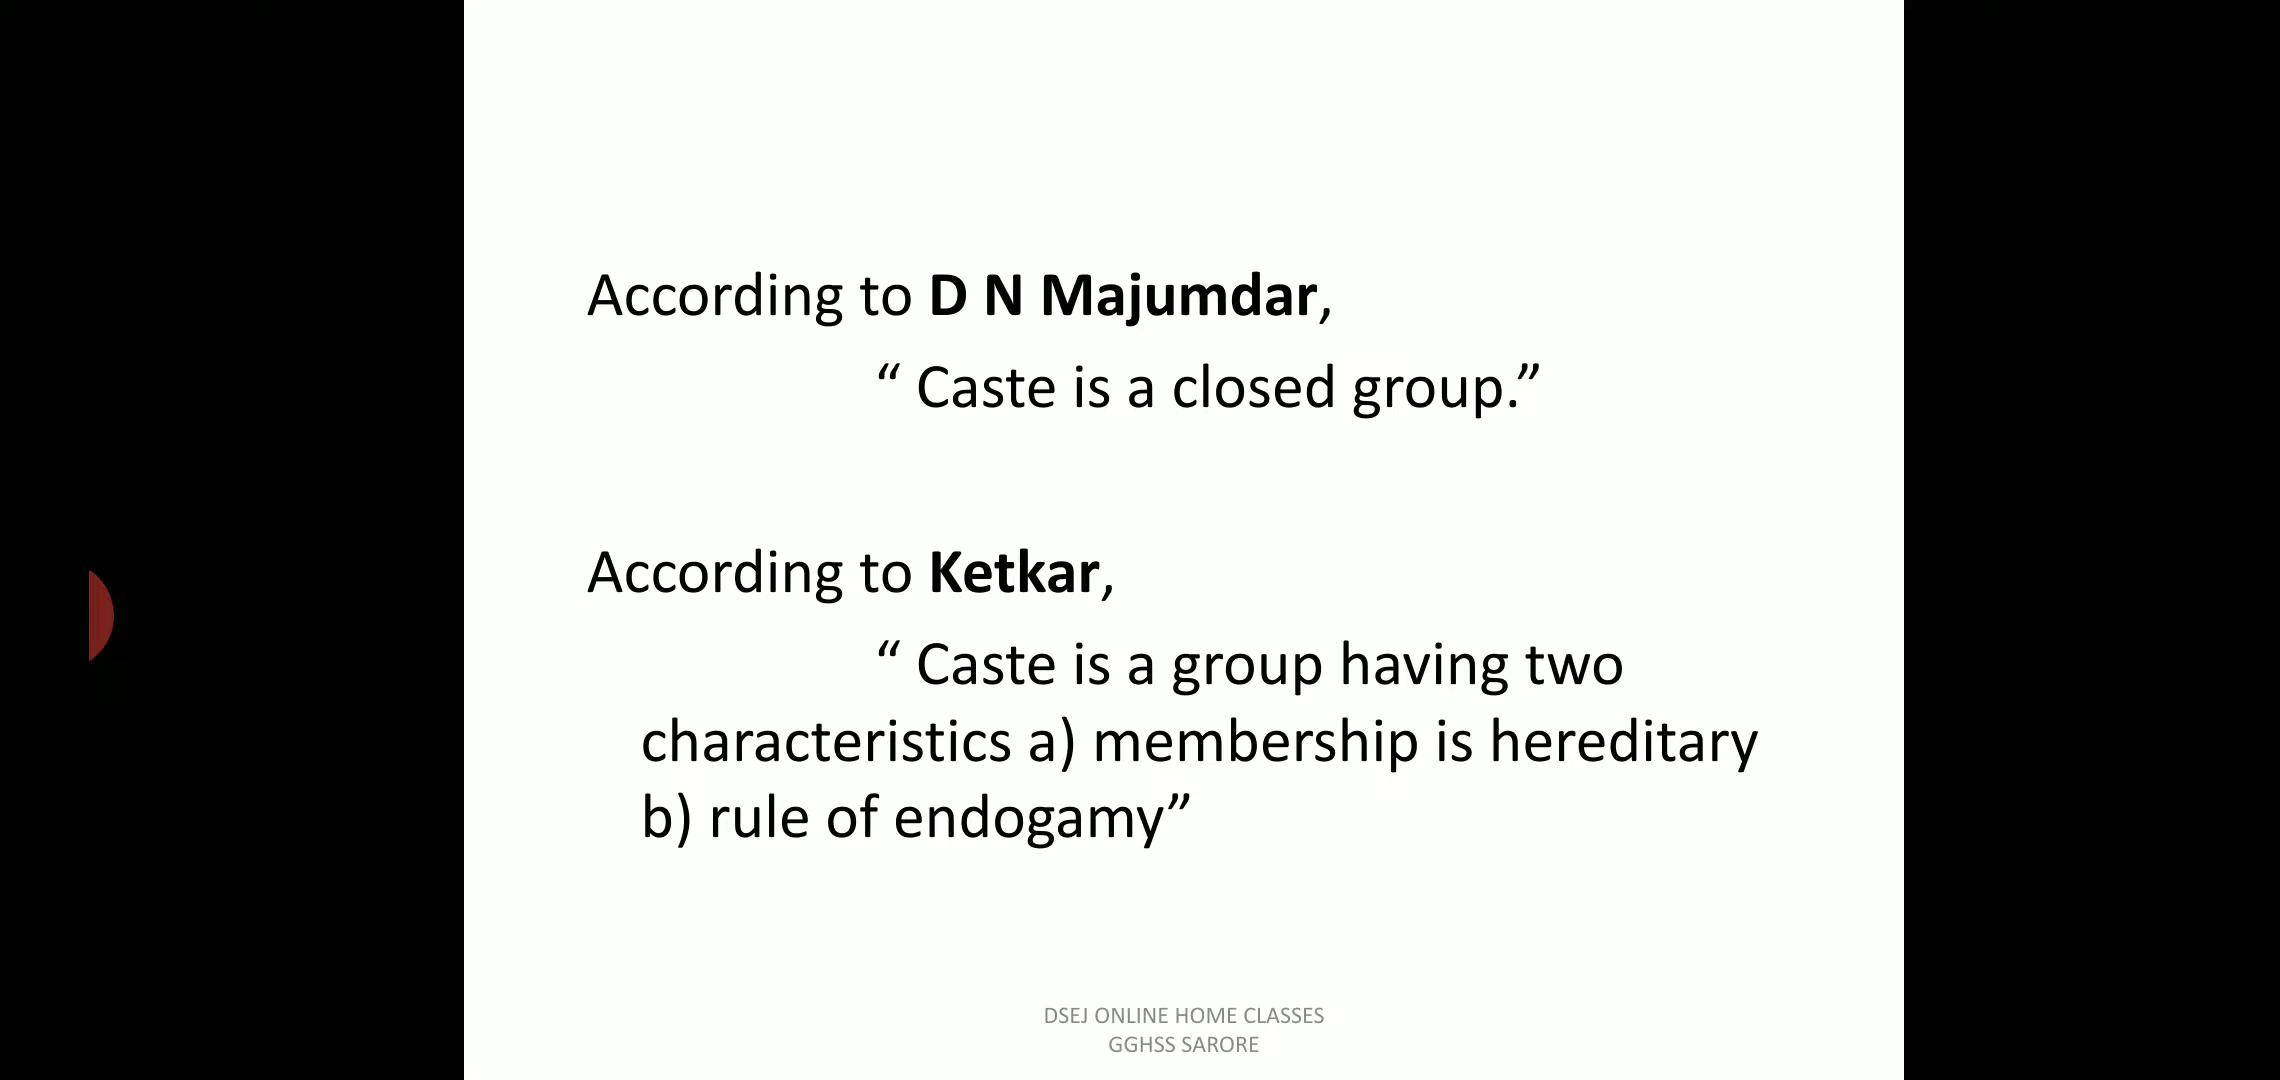 According to D N Majumdar,
“ Caste is a closed group.”
According to Ketkar,
“ Caste is a group having two
characteristics a) membership is hereditary
b) rule of endogamy”
DSEJ ONLINE HOME CLASSES
GGHSS SARORE